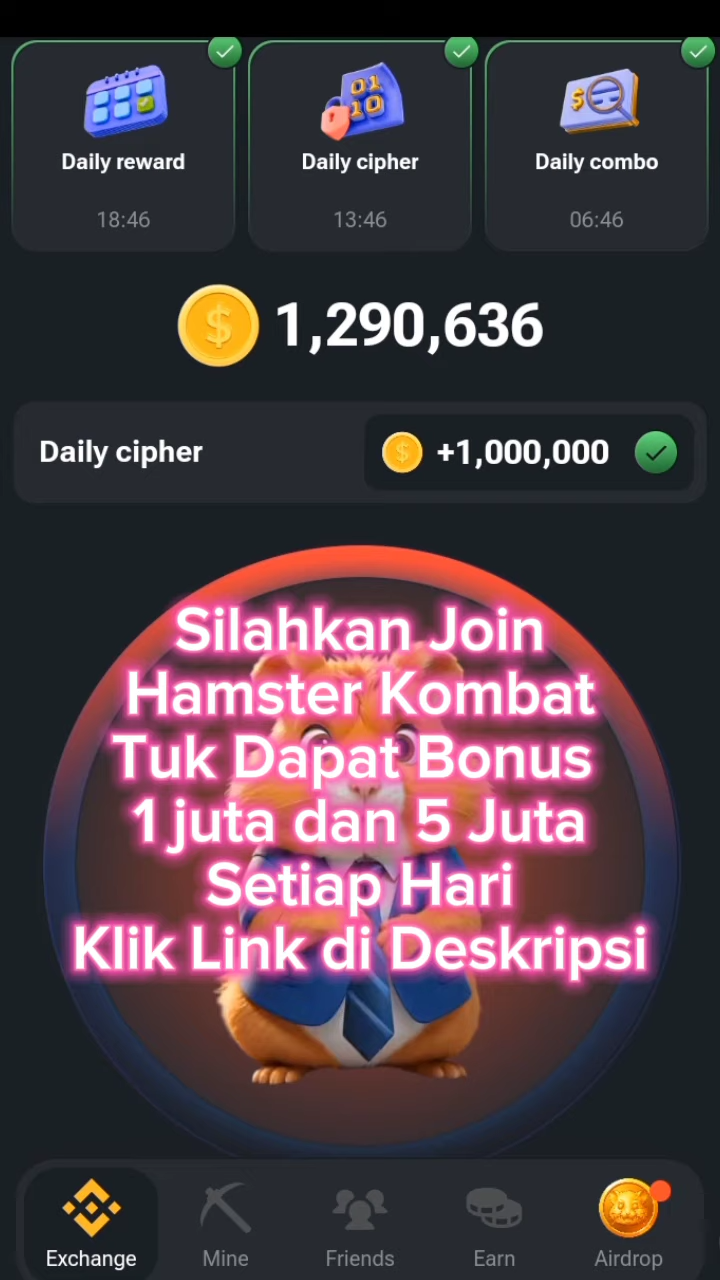 Daily reward
Daily cipher
Daily combo
18:46
13:46
06:46
1,290,636
Daily cipher
+1,000,000
Silahkan Join
Hamster Kombat
Tuk Dapat Bonus
1 juta dan 5 Juta
Setiap Hari
Klik Link di Deskripsi
Exchange
Mine
Friends
Earn
Airdrop